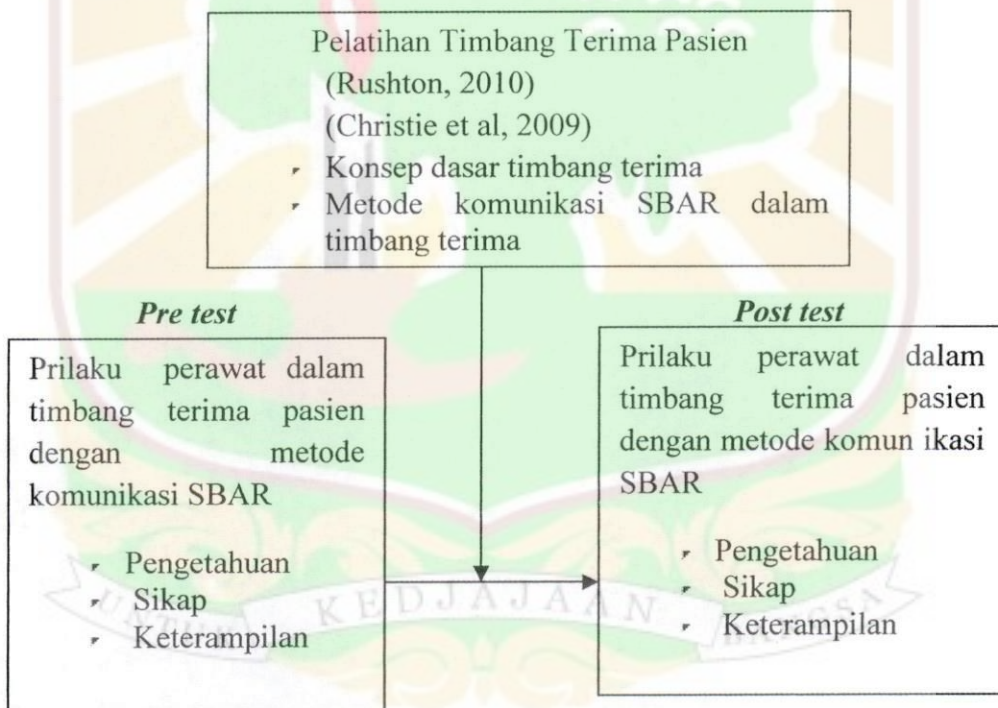 Pelatihan Timbang Terima Pasien
(Rushton, 2010)
(Christie et al, 2009)
Konsep dasar timbang terima
Metode komunikasi SBAR dalam
timbang terima
Pre test
Prilaku perawat dalam
timbang terima pasien
dengan metode
komunikasi SBAR
Pengetahuan
Sikap
Keterampilan
Post test
Prilaku perawat dalam
timbang terima pasien
dengan metode komun ikasi
SBAR
Pengetahuan
Sikap
Keterampilan
UNTUK KEDJAJAAN BANGSA